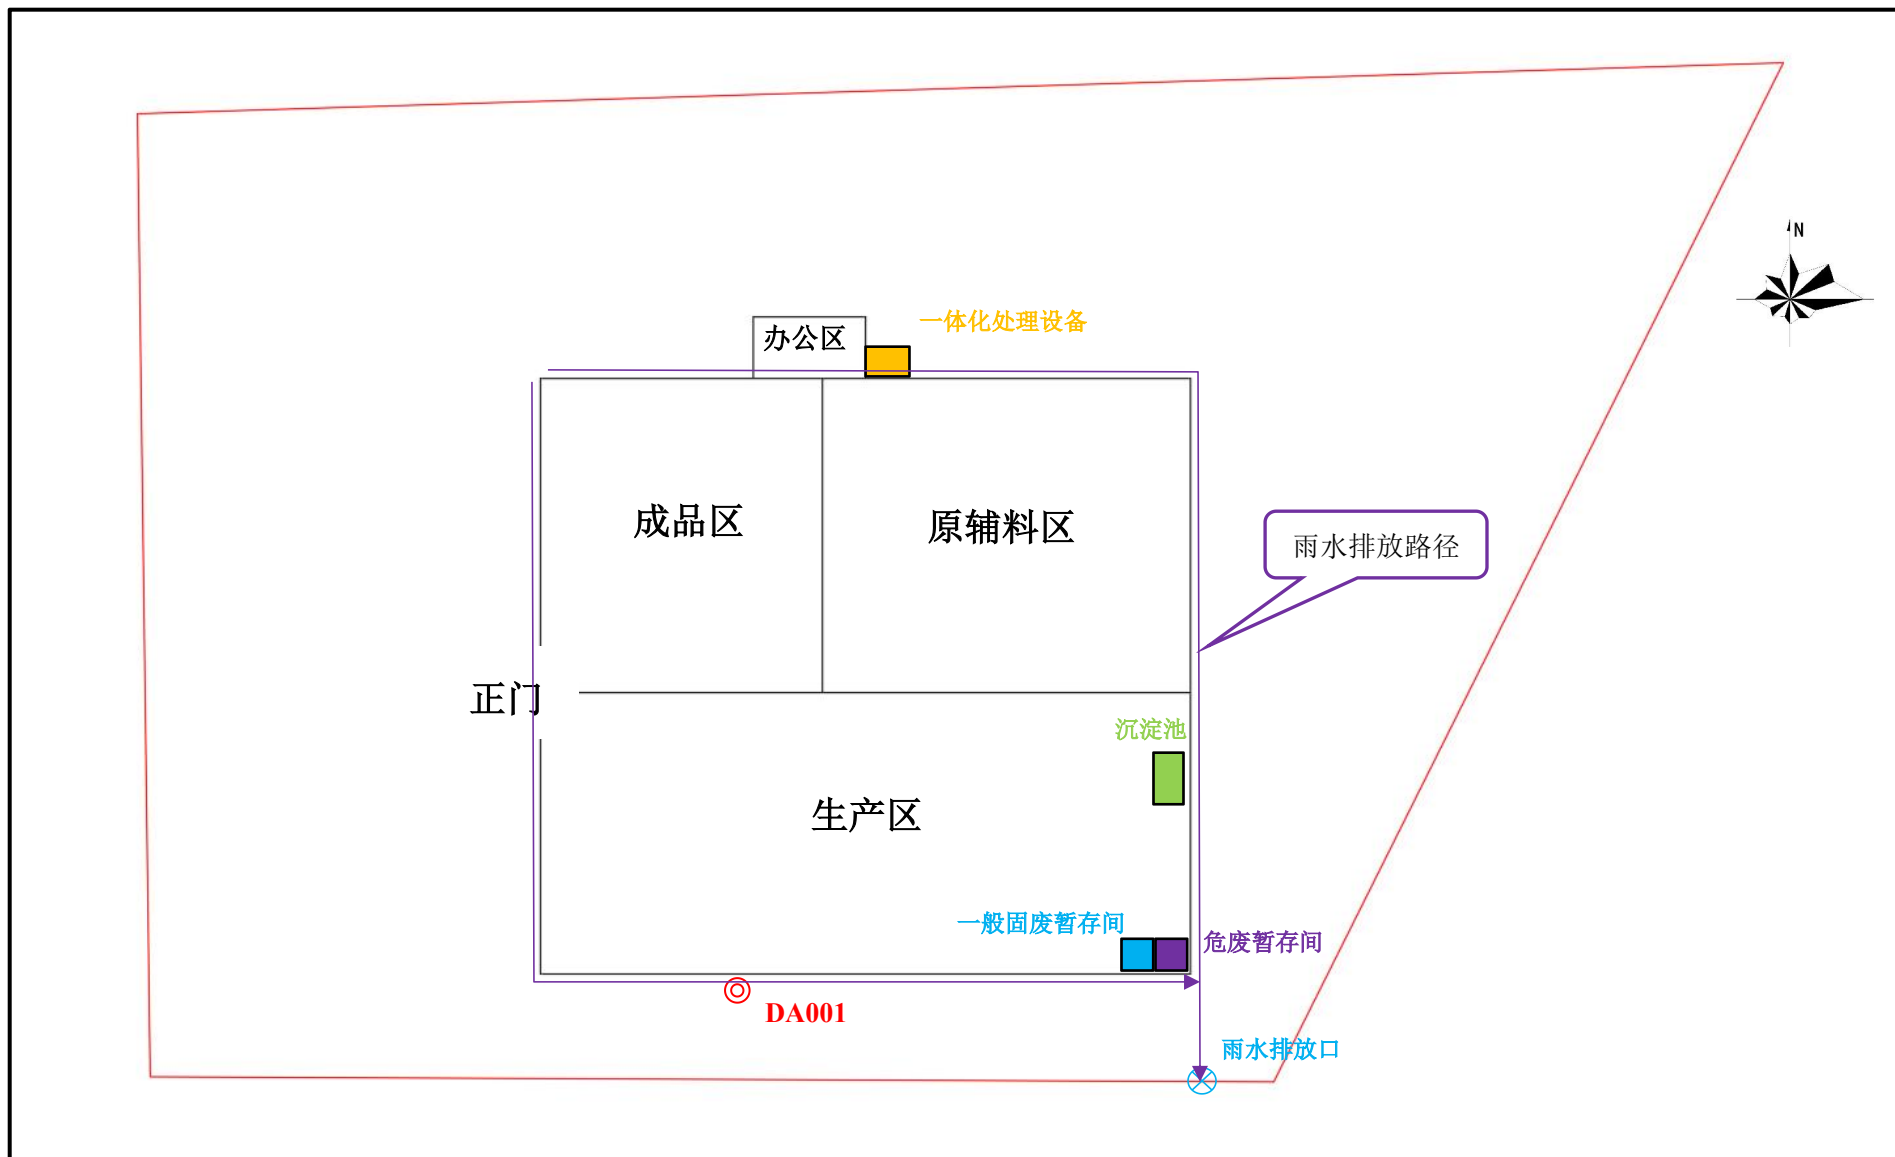 N
一体化处理设备
办公区
成品区
原辅料区
雨水排放路径
正门
沉淀池
生产区
一般固废暂存间
危废暂存间
DA001
雨水排放口